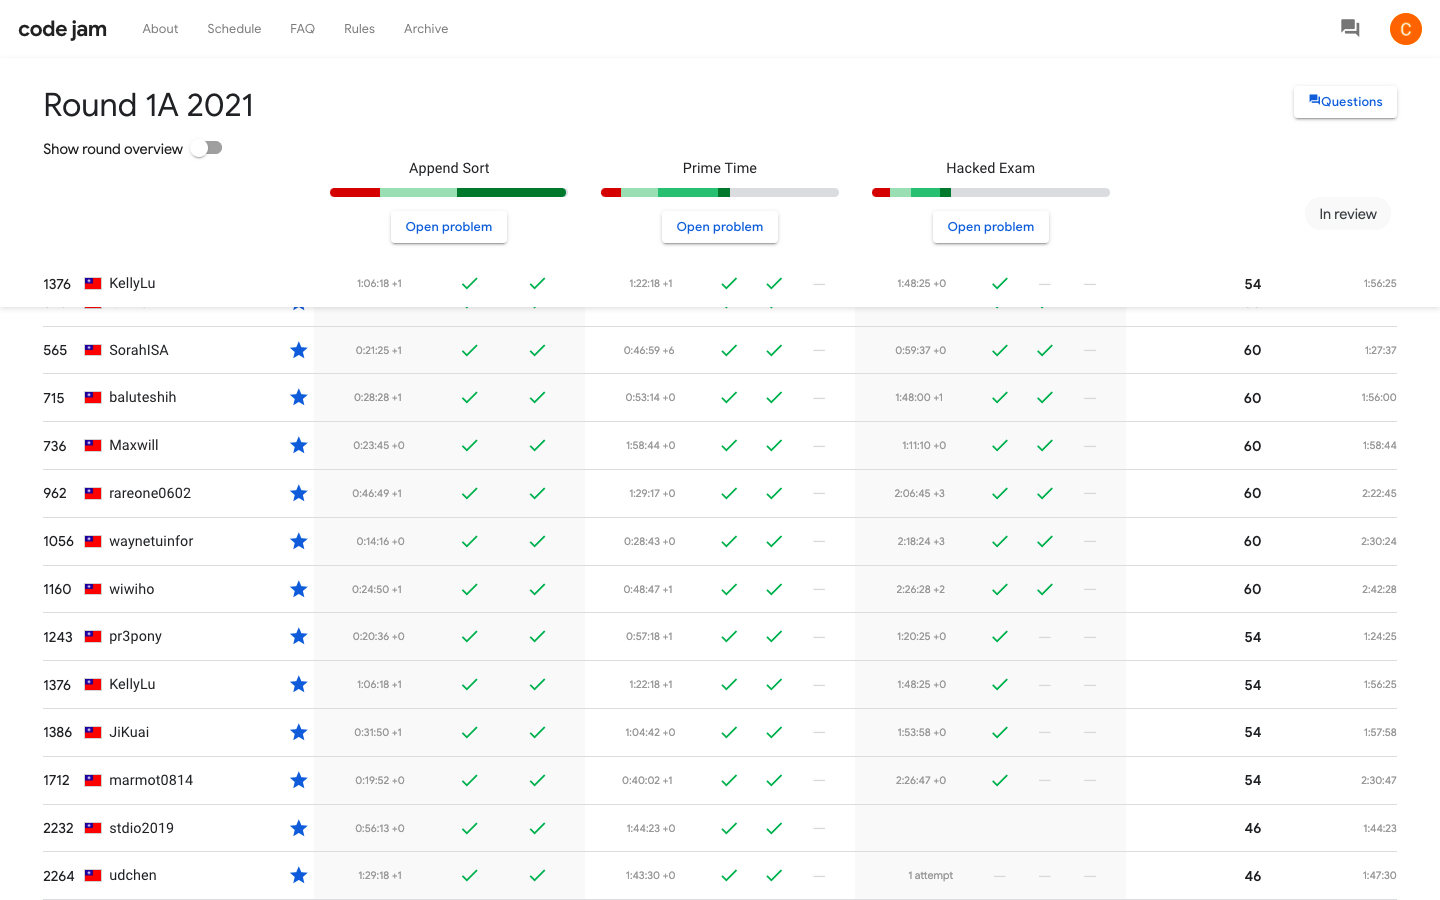 code jam About Schedule FAQ Rules Archive C
Round 1A 2021 Questions
Show round overview
Append Sort Prime Time Hacked Exam
Open problem Open problem Open problem In review
1376 KellyLu 1:06:18 +1 1:22:18 +1 1:48:25 +0 54 1:56:25
565 SorahISA 0:21:25 +1 0:46:59 +6 0:59:37 +0 60 1:27:37
715 baluteshih 0:28:28 +1 0:53:14 +0 1:48:00 +1 60 1:56:00
736 Maxwill 0:23:45 +0 1:58:44 +0 1:11:10 +0 60 1:58:44
962 rareone0602 0:46:49 +1 1:29:17 +0 2:06:45 +3 60 2:22:45
1056 waynetuinfor 0:14:16 +0 0:28:43 +0 2:18:24 +3 60 2:30:24
1160 wiwiho 0:24:50 +1 0:48:47 +1 2:26:28 +2 60 2:42:28
1243 pr3pony 0:20:36 +0 0:57:18 +1 1:20:25 +0 54 1:24:25
1376 KellyLu 1:06:18 +1 1:22:18 +1 1:48:25 +0 54 1:56:25
1386 JiKuai 0:31:50 +1 1:04:42 +0 1:53:58 +0 54 1:57:58
1712 marmot0814 0:19:52 +0 0:40:02 +1 2:26:47 +0 54 2:30:47
2232 stdio2019 0:56:13 +0 1:44:23 +0 46 1:44:23
2264 udchen 1:29:18 +1 1:43:30 +0 1 attempt 46 1:47:30